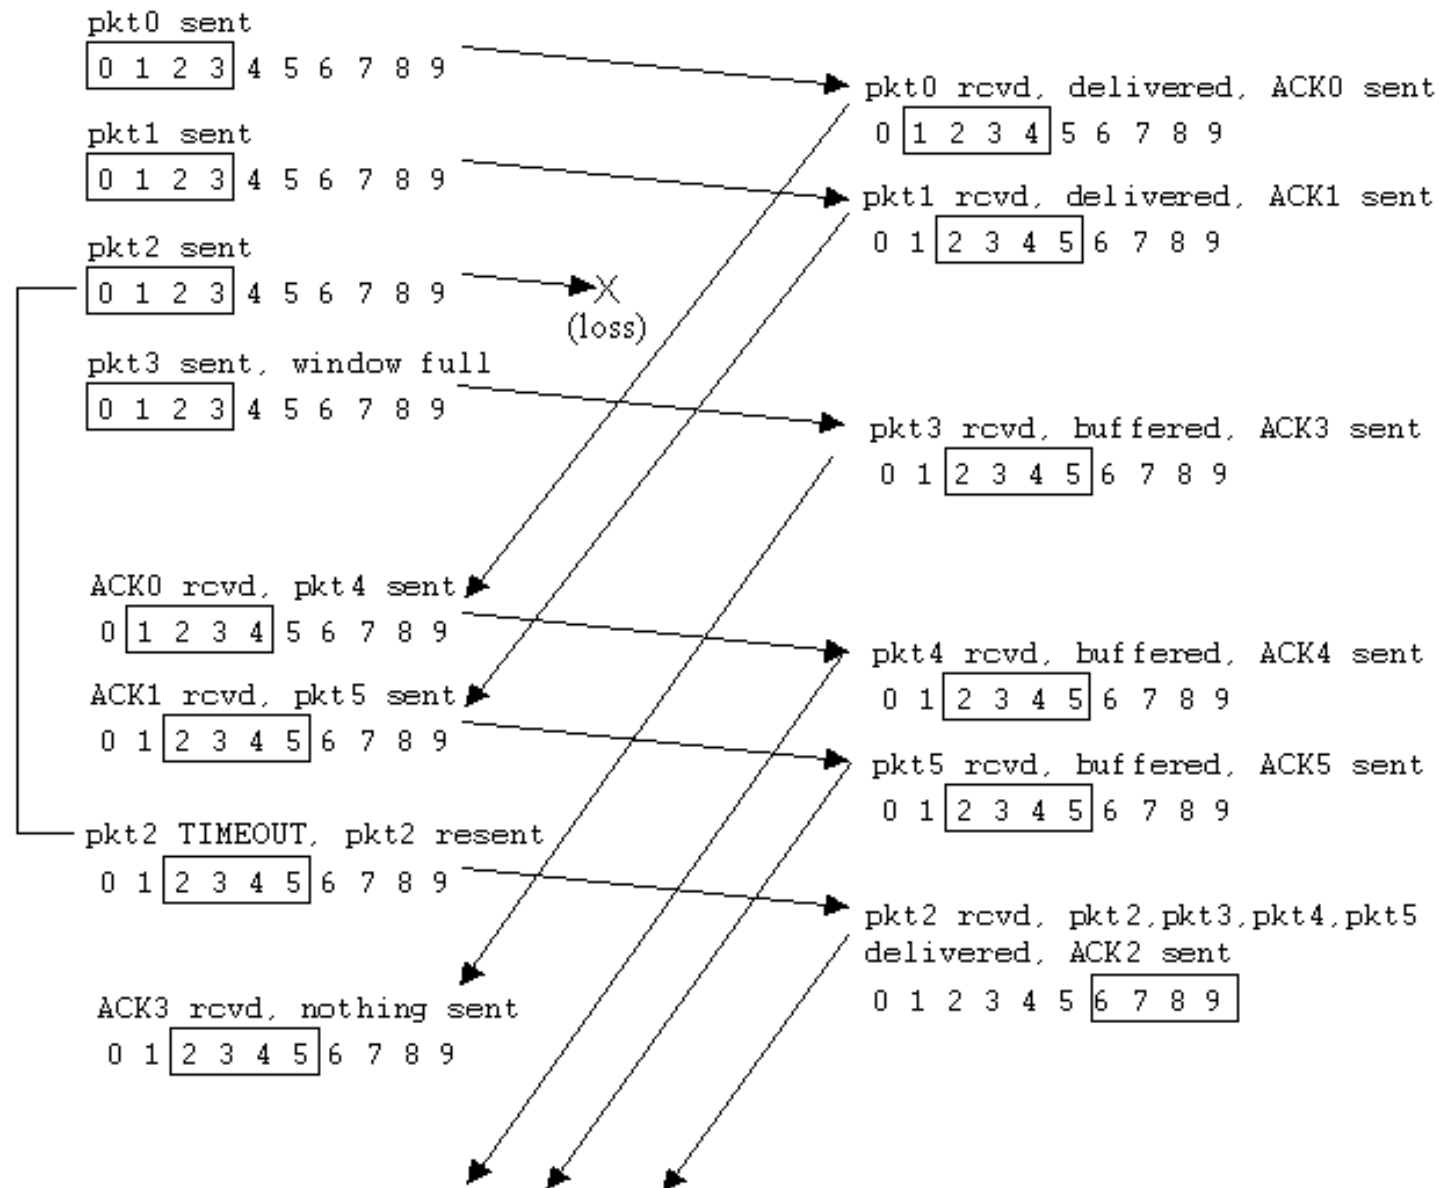 pkt0 sent
0 1 2 3 4 5 6 7 8 9
pkt0 rcvd, delivered, ACK0 sent
0 1 2 3 4 5 6 7 8 9
pkt1 sent
0 1 2 3 4 5 6 7 8 9
pkt1 rcvd, delivered, ACK1 sent
0 1 2 3 4 5 6 7 8 9
pkt2 sent
0 1 2 3 4 5 6 7 8 9
X
(loss)
pkt3 sent, window full
0 1 2 3 4 5 6 7 8 9
pkt3 rcvd, buffered, ACK3 sent
0 1 2 3 4 5 6 7 8 9
ACK0 rcvd, pkt4 sent
0 1 2 3 4 5 6 7 8 9
pkt4 rcvd, buffered, ACK4 sent
0 1 2 3 4 5 6 7 8 9
ACK1 rcvd, pkt5 sent
0 1 2 3 4 5 6 7 8 9
pkt5 rcvd, buffered, ACK5 sent
0 1 2 3 4 5 6 7 8 9
pkt2 TIMEOUT, pkt2 resent
0 1 2 3 4 5 6 7 8 9
pkt2 rcvd, pkt2,pkt3,pkt4,pkt5
delivered, ACK2 sent
0 1 2 3 4 5 6 7 8 9
ACK3 rcvd, nothing sent
0 1 2 3 4 5 6 7 8 9